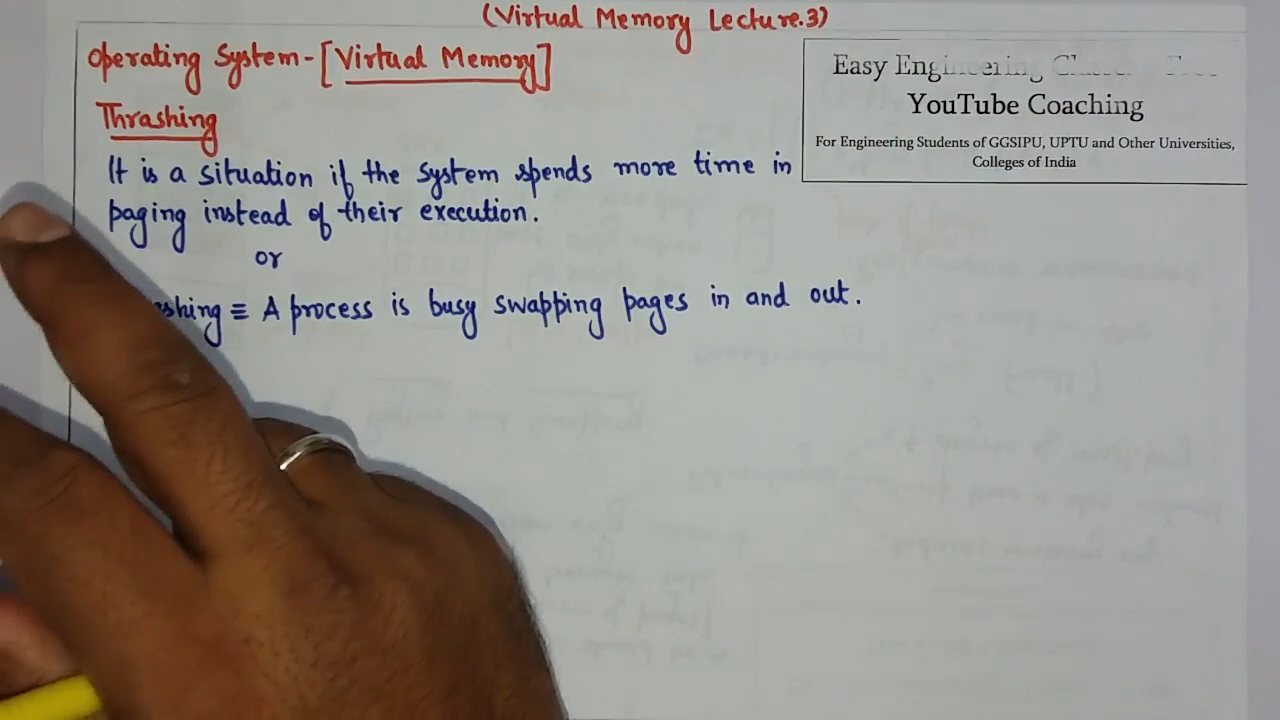 (Virtual Memory Lecture.3)
Operating System-[Virtual Memory]
Easy Engineering
YouTube Coaching
For Engineering Students of GGSIPU, UPTU and Other Universities,
Colleges of India
Thrashing
It is a situation if the System spends more time in
paging instead of their execution.
or
shing ≡ A process is busy swapping pages in and out.